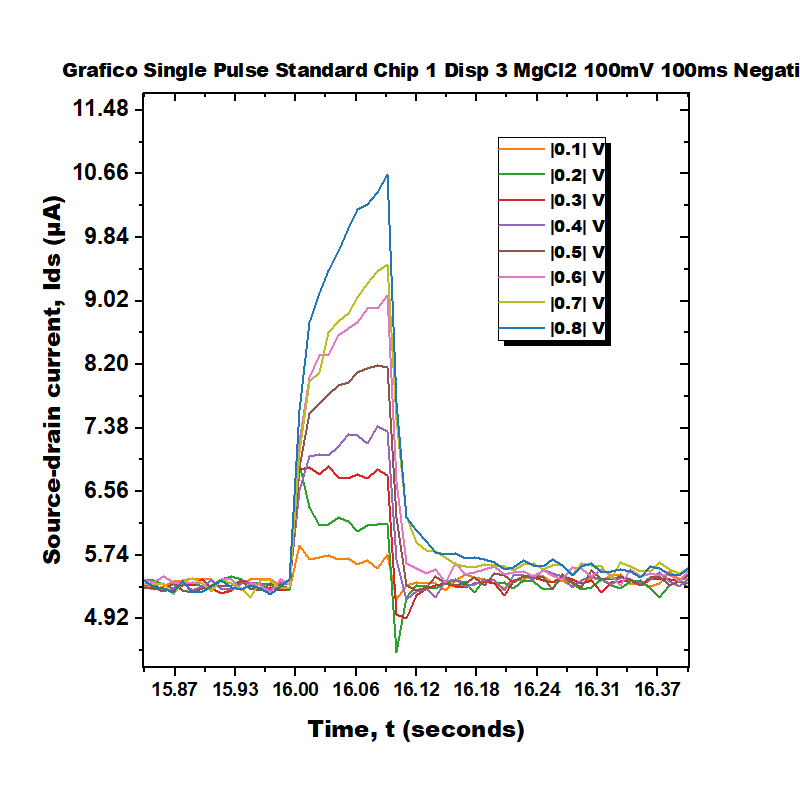 Grafico Single Pulse Standard Chip 1 Disp 3 MgCl2 100mV 100ms Negati
11.48
10.66
9.84
9.02
8.20
7.38
6.56
5.74
4.92
Source-drain current, Ids (µA)
|0.1| V
|0.2| V
|0.3| V
|0.4| V
|0.5| V
|0.6| V
|0.7| V
|0.8| V
15.87 15.93 16.00 16.06 16.12 16.18 16.24 16.31 16.37
Time, t (seconds)